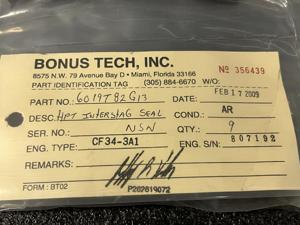 BONUS TECH, INC.
8575 N.W. 79 Avenue Bay D • Miami, Florida 33166
PART IDENTIFICATION TAG (305) 884-6670 W/O:
Nº 356439
PART NO.: 6019T82G13 DATE: FEB 17 2009
DESC.: HPT INTERSTAG SEAL COND.: AR
SER. NO.: NSN QTY.: 9
ENG. TYPE: CF34-3A1 ENG. S/N: 807192
REMARKS:
FORM: BT02 P262619072